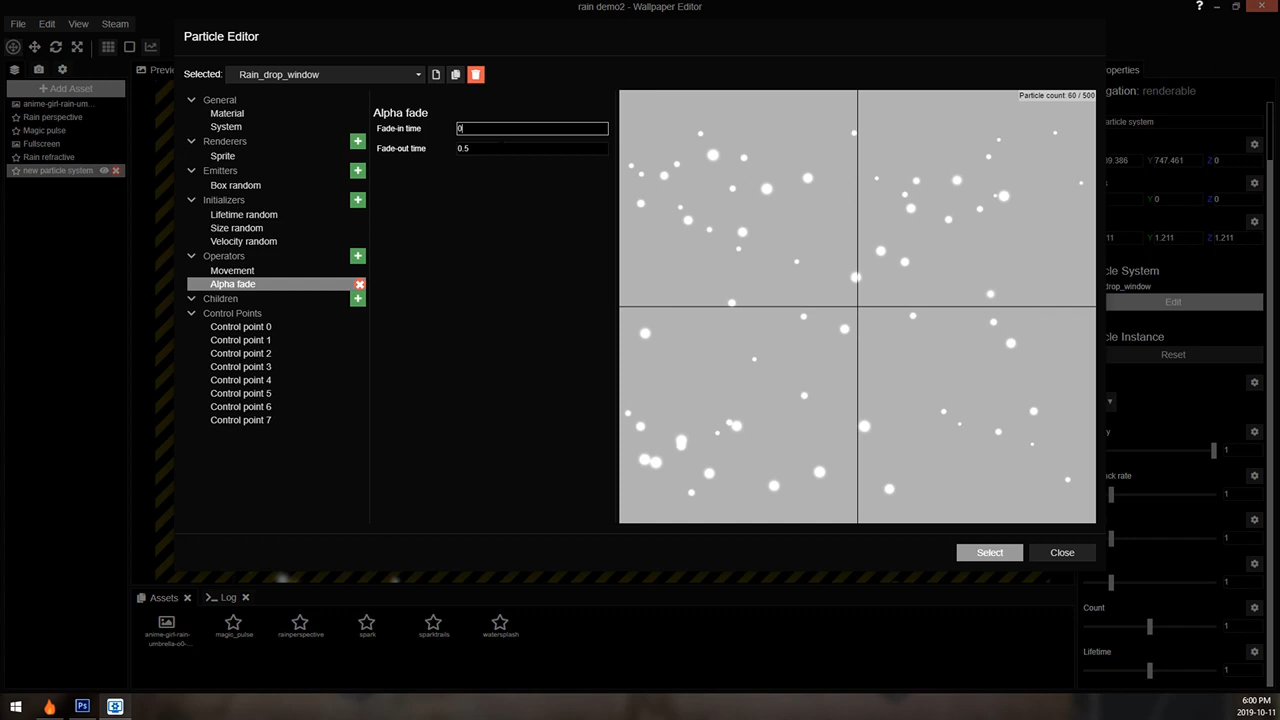 rain demo2 - Wallpaper Editor
File Edit View Steam
Particle Editor
Selected: Rain_drop_window
Add Asset
anime-girl-rain-um...
Rain perspective
Magic pulse
Fullscreen
Rain refractive
new particle system
General
Material
System
Renderers
Sprite
Emitters
Box random
Initializers
Lifetime random
Size random
Velocity random
Operators
Movement
Alpha fade
Children
Control Points
Control point 0
Control point 1
Control point 2
Control point 3
Control point 4
Control point 5
Control point 6
Control point 7
Alpha fade
Fade-in time 0
Fade-out time 0.5
Particle count: 60 / 500
Select Close
operties
gation: renderable
article system
39.386 Y 747.461 Z 0
Y 0 Z 0
Y 1.211 Z 1.211
cle System
drop_window
Edit
cle Instance
Reset
1
ck rate
1
1
1
Count
1
Lifetime
1
Assets Log
anime-girl-rain-umbrella-o0-...
magic_pulse
rainperspective
spark
sparktrails
watersplash
6:00 PM
2019-10-11